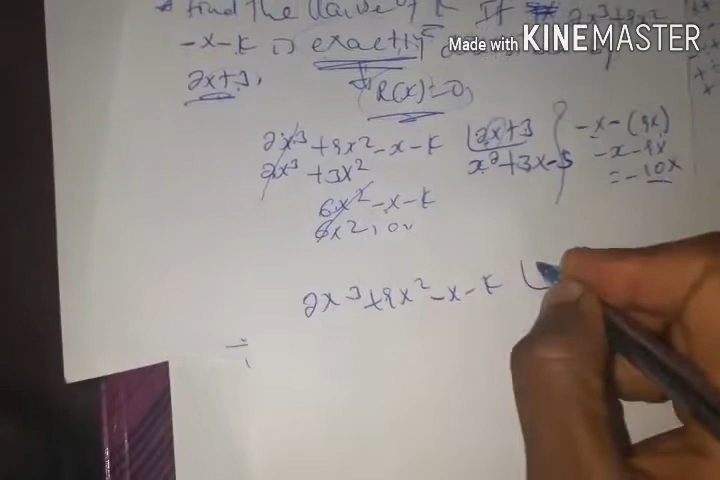 Find the Value of K If 2x³+9x²
-x-k is exactly
2x+3.
R(x)=0
Made with KINEMASTER
2x³+9x²-x-k 2x+3
2x³ +3x² x²+3x-5
6x²-x-k
6x²
-x-(9x)
-x-9x
=-10x
2x³+9x²-x-k
÷